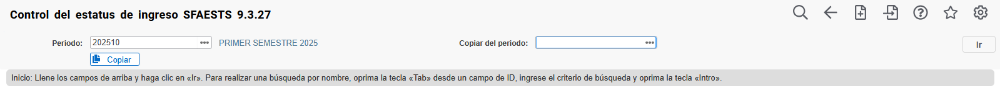 Control del estatus de ingreso SFAESTS 9.3.27
Periodo: 202510 ••• PRIMER SEMESTRE 2025 Copiar del periodo: ••• Ir
Copiar
Inicio: Llene los campos de arriba y haga clic en «Ir». Para realizar una búsqueda por nombre, oprima la tecla «Tab» desde un campo de ID, ingrese el criterio de búsqueda y oprima la tecla «Intro».